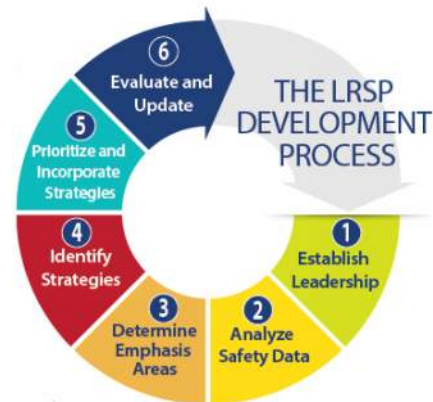 THE LRSP
DEVELOPMENT
PROCESS
1
Establish
Leadership
2
Analyze
Safety Data
3
Determine
Emphasis
Areas
4
Identify
Strategies
5
Prioritize and
Incorporate
Strategies
6
Evaluate and
Update